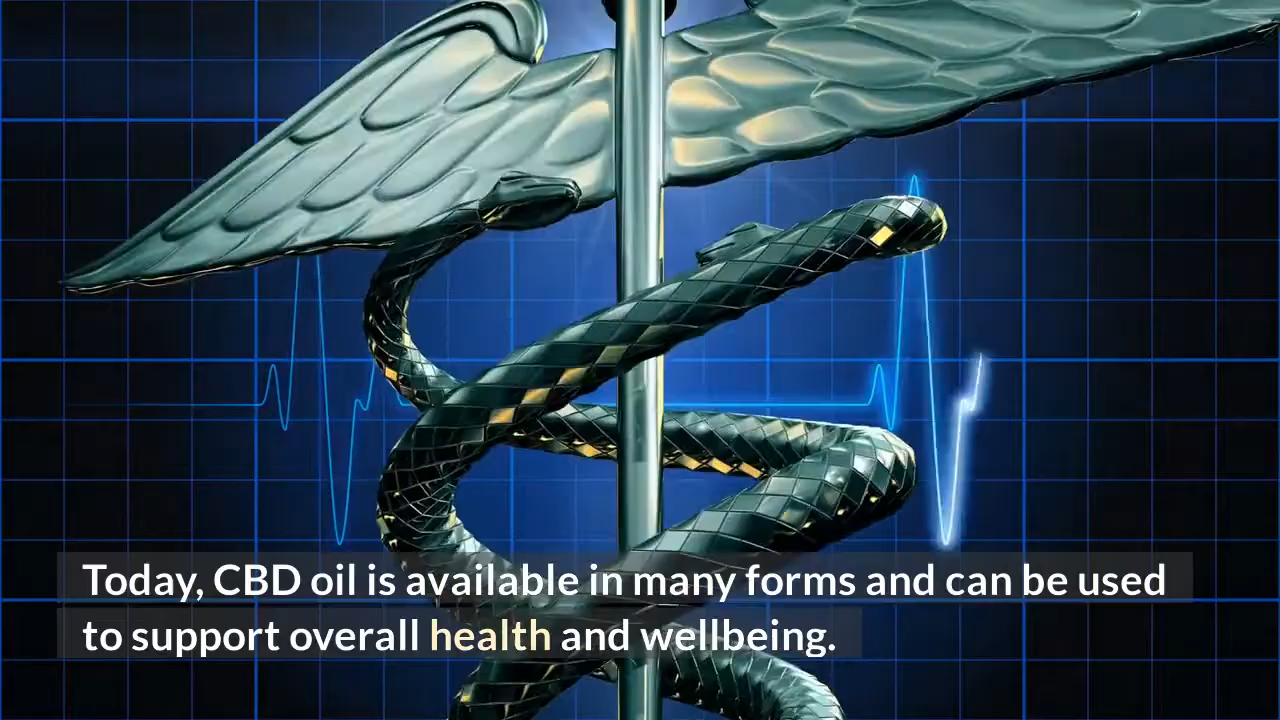 Today, CBD oil is available in many forms and can be used
to support overall health and wellbeing.